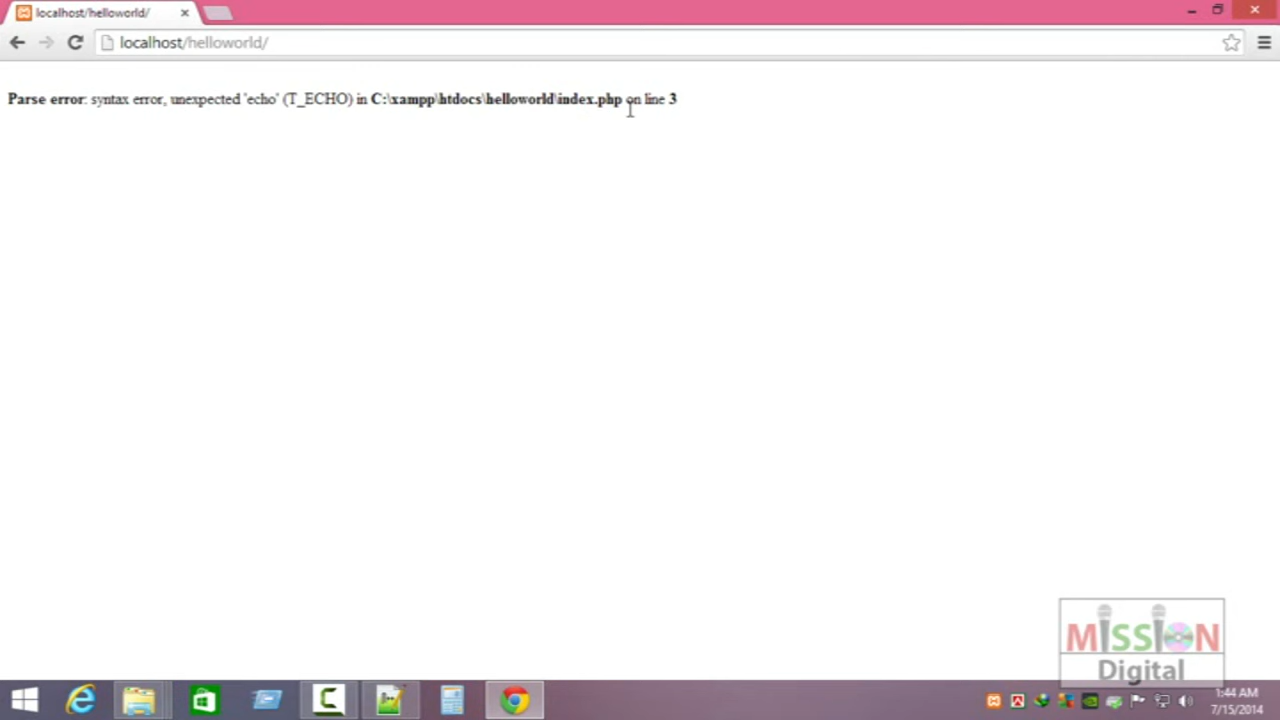 localhost/helloworld/
localhost/helloworld/
Parse error: syntax error, unexpected 'echo' (T_ECHO) in C:\xampp\htdocs\helloworld\index.php on line 3
MISSION
Digital
1:44 AM
7/15/2014